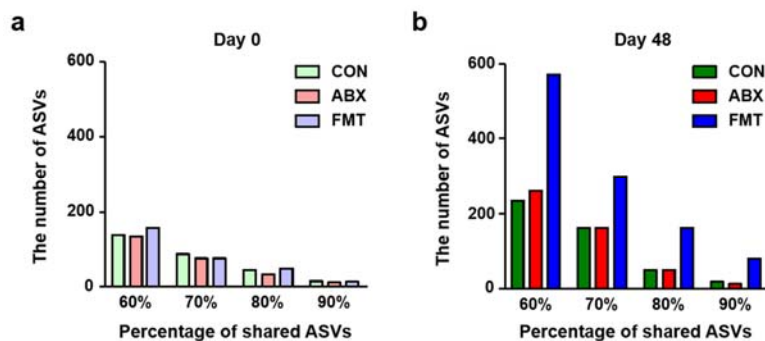 a
Day 0
The number of ASVs
600
400
200
0
CON
ABX
FMT
60% 70% 80% 90%
Percentage of shared ASVs
b
Day 48
The number of ASVs
600
400
200
0
CON
ABX
FMT
60% 70% 80% 90%
Percentage of shared ASVs